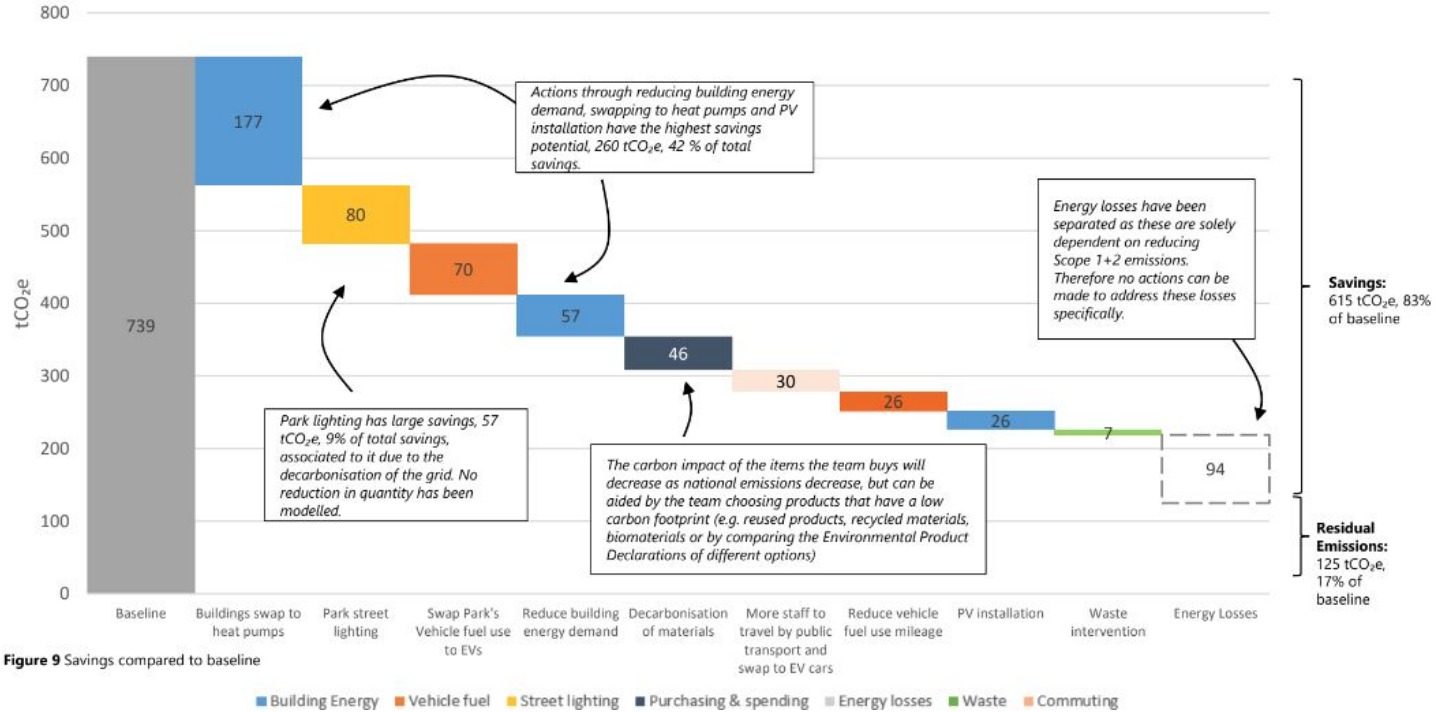 800
700
600
500
400
300
200
100
0
tCO₂e
739
177
80
70
57
46
30
26
26
7
94
Actions through reducing building energy
demand, swapping to heat pumps and PV
installation have the highest savings
potential, 260 tCO₂e, 42 % of total
savings.
Energy losses have been
separated as these are solely
dependent on reducing
Scope 1+2 emissions.
Therefore no actions can be
made to address these losses
specifically.
Park lighting has large savings, 57
tCO₂e, 9% of total savings,
associated to it due to the
decarbonisation of the grid. No
reduction in quantity has been
modelled.
The carbon impact of the items the team buys will
decrease as national emissions decrease, but can be
aided by the team choosing products that have a low
carbon footprint (e.g. reused products, recycled materials,
biomaterials or by comparing the Environmental Product
Declarations of different options)
Savings:
615 tCO₂e, 83%
of baseline
Residual
Emissions:
125 tCO₂e,
17% of
baseline
Baseline
Buildings swap to
heat pumps
Park street
lighting
Swap Park's
Vehicle fuel use
to EVs
Reduce building
energy demand
Decarbonisation
of materials
More staff to
travel by public
transport and
swap to EV cars
Reduce vehicle
fuel use mileage
PV installation
Waste
intervention
Energy Losses
Figure 9 Savings compared to baseline
Building Energy
Vehicle fuel
Street lighting
Purchasing & spending
Energy losses
Waste
Commuting